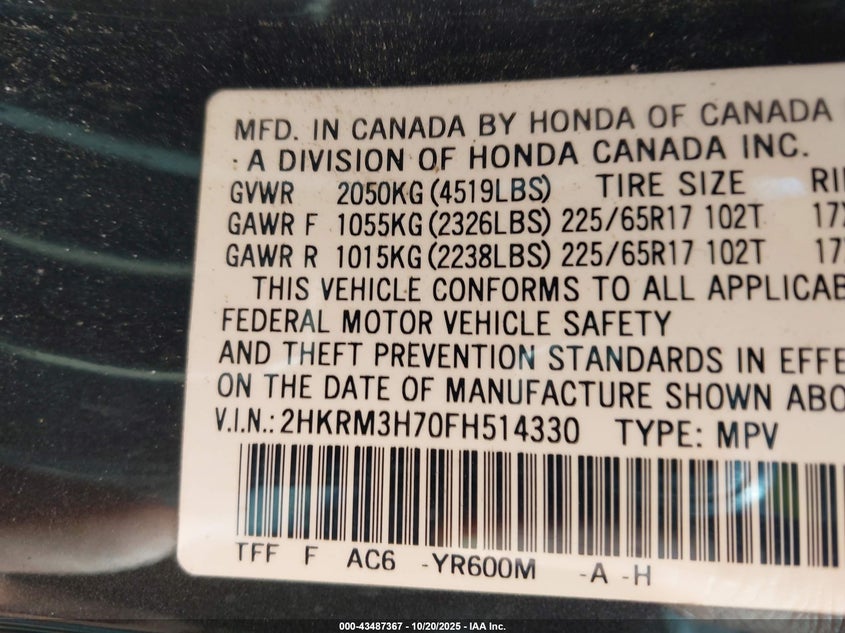 MFD. IN CANADA BY HONDA OF CANADA
A DIVISION OF HONDA CANADA INC.
GVWR 2050KG (4519LBS) TIRE SIZE
GAWR F 1055KG (2326LBS) 225/65R17 102T
GAWR R 1015KG (2238LBS) 225/65R17 102T
THIS VEHICLE CONFORMS TO ALL
FEDERAL MOTOR VEHICLE SAFETY
AND THEFT PREVENTION STANDARDS IN
ON THE DATE OF MANUFACTURE SHOWN
V.I.N.: 2HKRM3H70FH514330 TYPE: MPV
TFF F AC6 -YR600M -A -H
000-43487367 - 10/20/2025 - IAA Inc.